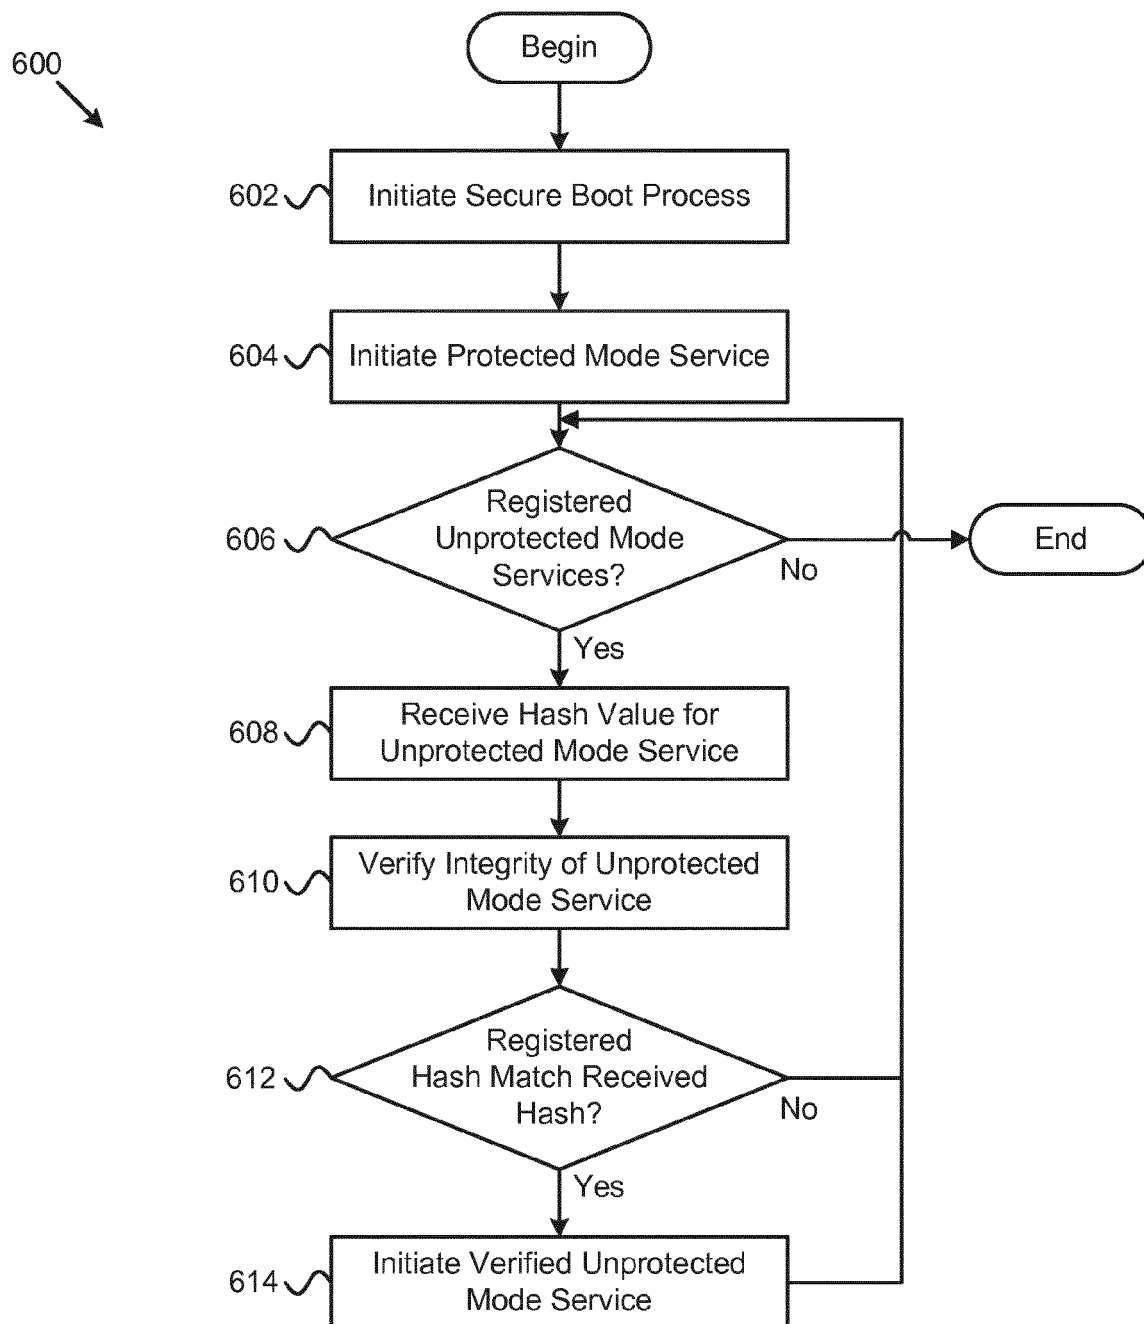 Begin
600
602
Initiate Secure Boot Process
604
Initiate Protected Mode Service
606
Registered
Unprotected Mode
Services?
No
End
Yes
608
Receive Hash Value for
Unprotected Mode Service
610
Verify Integrity of Unprotected
Mode Service
612
Registered
Hash Match Received
Hash?
No
Yes
614
Initiate Verified Unprotected
Mode Service